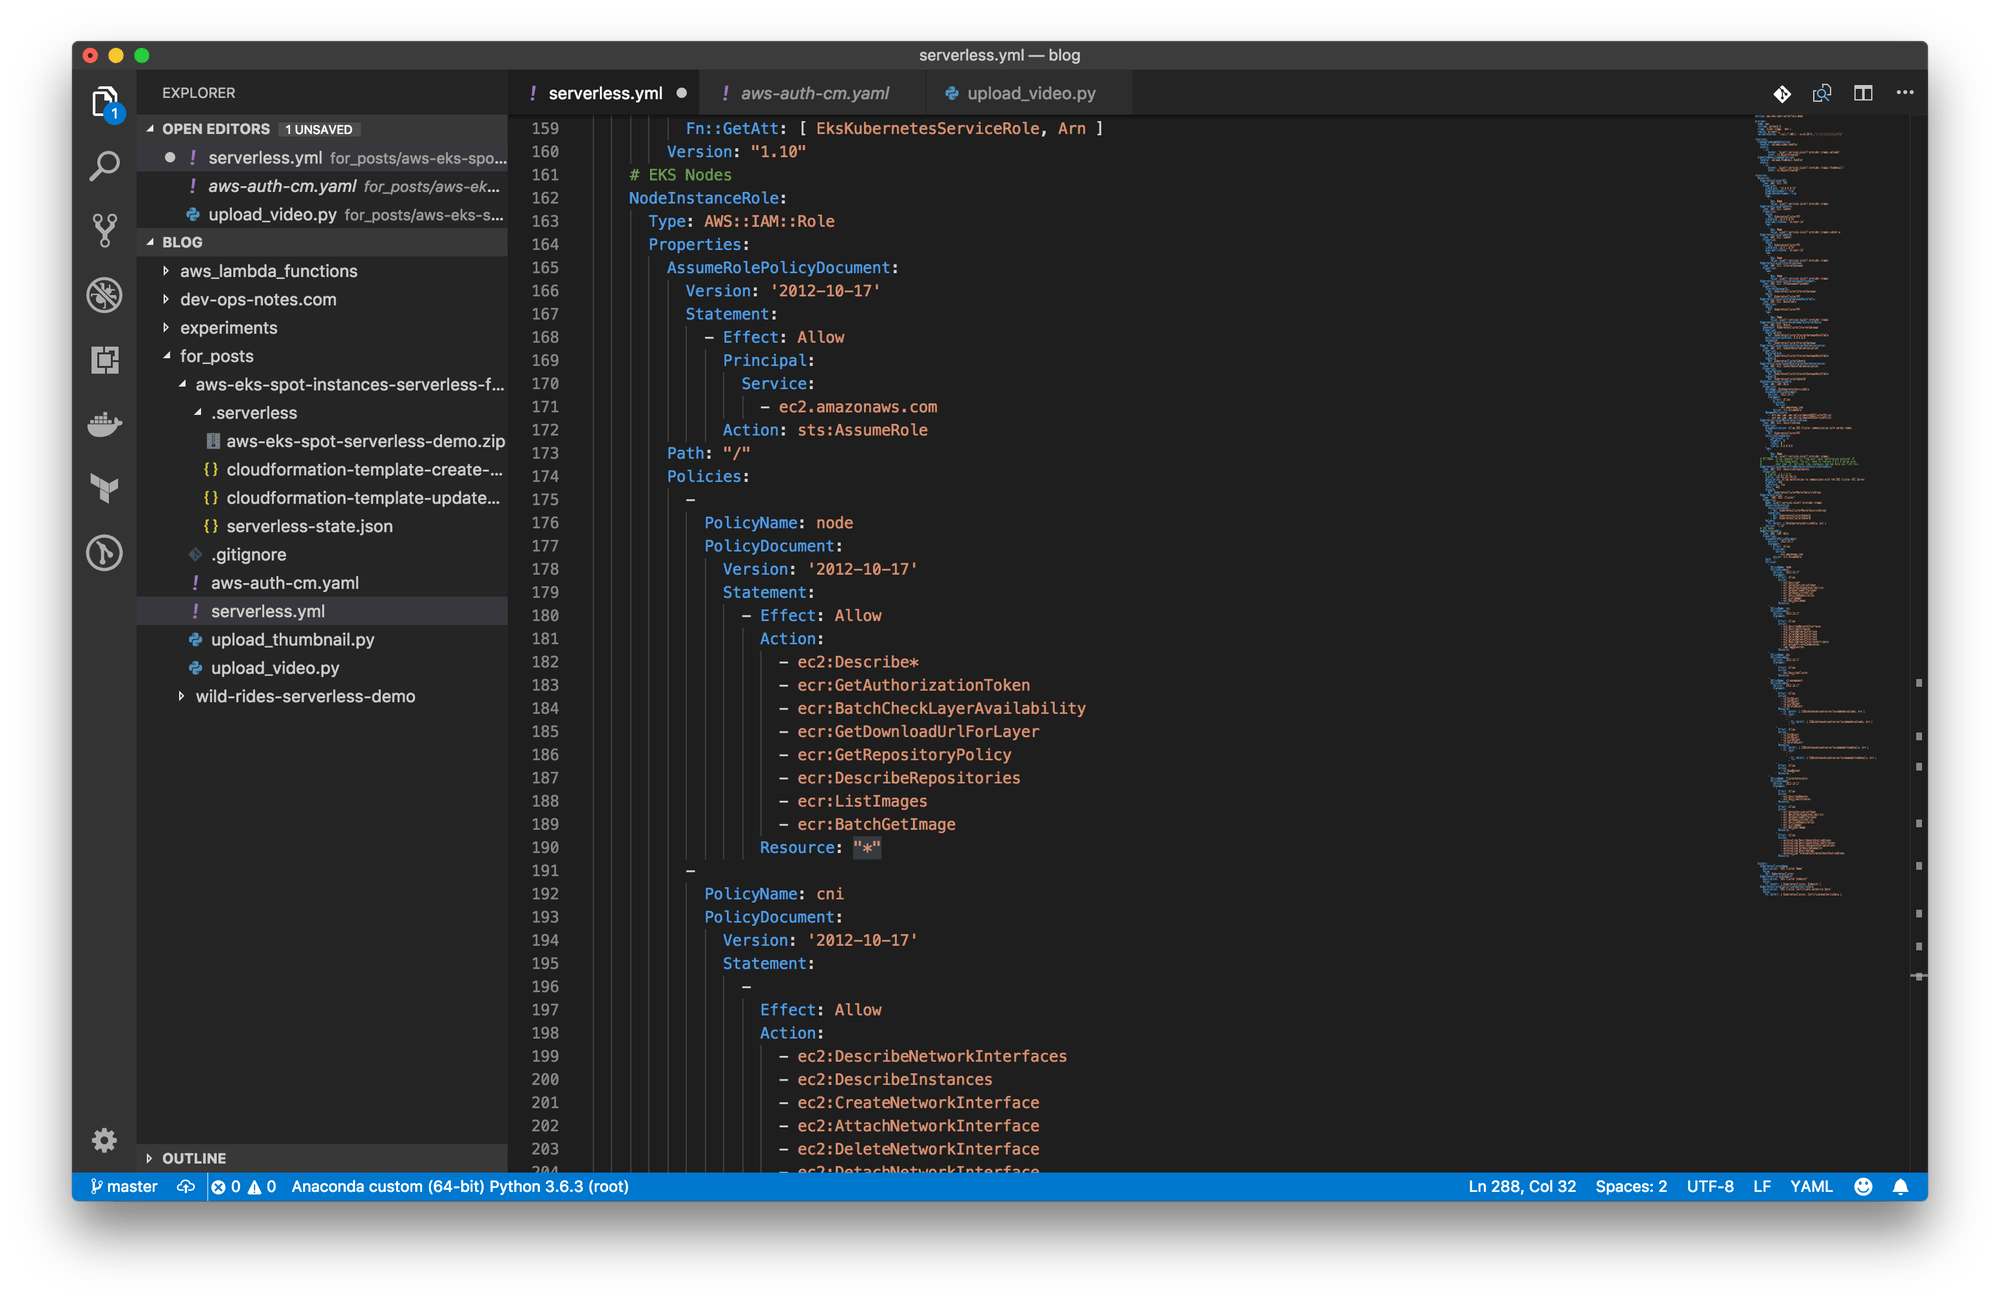 serverless.yml — blog
EXPLORER
OPEN EDITORS 1 UNSAVED
serverless.yml for_posts/aws-eks-spo...
aws-auth-cm.yaml for_posts/aws-ek...
upload_video.py for_posts/aws-eks-s...
BLOG
aws_lambda_functions
dev-ops-notes.com
experiments
for_posts
aws-eks-spot-instances-serverless-f...
.serverless
aws-eks-spot-serverless-demo.zip
{} cloudformation-template-create-...
{} cloudformation-template-update...
{} serverless-state.json
.gitignore
! aws-auth-cm.yaml
! serverless.yml
upload_thumbnail.py
upload_video.py
wild-rides-serverless-demo
OUTLINE
1
! serverless.yml
! aws-auth-cm.yaml
upload_video.py
159 Fn::GetAtt: [ EksKubernetesServiceRole, Arn ]
160 Version: "1.10"
161 # EKS Nodes
162 NodeInstanceRole:
163 Type: AWS::IAM::Role
164 Properties:
165 AssumeRolePolicyDocument:
166 Version: '2012-10-17'
167 Statement:
168 - Effect: Allow
169 Principal:
170 Service:
171 - ec2.amazonaws.com
172 Action: sts:AssumeRole
173 Path: "/"
174 Policies:
175 -
176 PolicyName: node
177 PolicyDocument:
178 Version: '2012-10-17'
179 Statement:
180 - Effect: Allow
181 Action:
182 - ec2:Describe*
183 - ecr:GetAuthorizationToken
184 - ecr:BatchCheckLayerAvailability
185 - ecr:GetDownloadUrlForLayer
186 - ecr:GetRepositoryPolicy
187 - ecr:DescribeRepositories
188 - ecr:ListImages
189 - ecr:BatchGetImage
190 Resource: "*"
191 -
192 PolicyName: cni
193 PolicyDocument:
194 Version: '2012-10-17'
195 Statement:
196 -
197 Effect: Allow
198 Action:
199 - ec2:DescribeNetworkInterfaces
200 - ec2:DescribeInstances
201 - ec2:CreateNetworkInterface
202 - ec2:AttachNetworkInterface
203 - ec2:DeleteNetworkInterface
204 - ec2:DetachNetworkInterface
master 0 0 Anaconda custom (64-bit) Python 3.6.3 (root)
Ln 288, Col 32 Spaces: 2 UTF-8 LF YAML